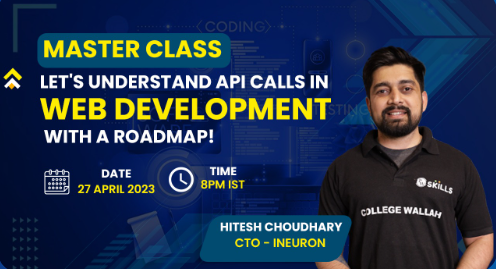 <CODING>
MASTER CLASS
LET'S UNDERSTAND API CALLS IN
WEB DEVELOPMENT
WITH A ROADMAP!
DATE
27 APRIL 2023
TIME
8PM IST
SKILLS
COLLEGE WALLAH
HITESH CHOUDHARY
CTO - INEURON